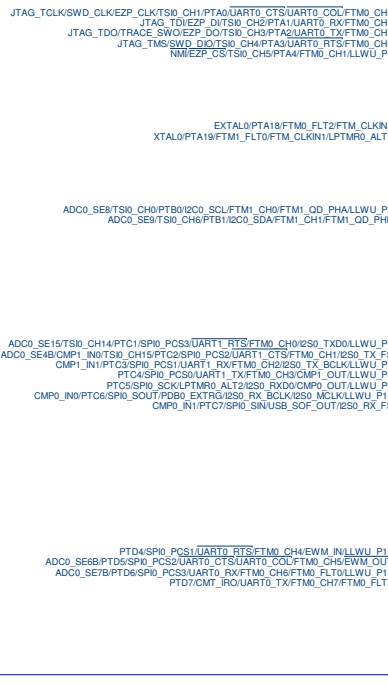 JTAG_TCLK/SWD_CLK/EZP_CLK/TSI0_CH1/PTA0/UART0_CTS/UART0_COL/FTM0_CH
JTAG_TDI/EZP_DI/TSI0_CH2/PTA1/UART0_RX/FTM0_CH
JTAG_TDO/TRACE_SWO/EZP_DO/TSI0_CH3/PTA2/UART0_TX/FTM0_CH
JTAG_TMS/SWD_DIO/TSI0_CH4/PTA3/UART0_RTS/FTM0_CH
NMI/EZP_CS/TSI0_CH5/PTA4/FTM0_CH1/LLWU_P
EXTAL0/PTA18/FTM0_FLT2/FTM_CLKIN
XTAL0/PTA19/FTM1_FLT0/FTM_CLKIN1/LPTMR0_ALT
ADC0_SE8/TSI0_CH0/PTB0/I2C0_SCL/FTM1_CH0/FTM1_QD_PHA/LLWU_P
ADC0_SE9/TSI0_CH6/PTB1/I2C0_SDA/FTM1_CH1/FTM1_QD_PH
ADC0_SE15/TSI0_CH14/PTC1/SPI0_PCS3/UART1_RTS/FTM0_CH0/I2S0_TXD0/LLWU_P
ADC0_SE4B/CMP1_IN0/TSI0_CH15/PTC2/SPI0_PCS2/UART1_CTS/FTM0_CH1/I2S0_TX_FS
CMP1_IN1/PTC3/SPI0_PCS1/UART1_RX/FTM0_CH2/I2S0_TX_BCLK/LLWU_P
PTC4/SPI0_PCS0/UART1_TX/FTM0_CH3/CMP1_OUT/LLWU_P
PTC5/SPI0_SCK/LPTMR0_ALT2/I2S0_RXD0/CMP0_OUT/LLWU_P
CMP0_IN0/PTC6/SPI0_SOUT/PDB0_EXTRG/I2S0_RX_BCLK/I2S0_MCLK/LLWU_P1
CMP0_IN1/PTC7/SPI0_SIN/USB_SOF_OUT/I2S0_RX_FS
PTD4/SPI0_PCS1/UART0_RTS/FTM0_CH4/EWM_IN/LLWU_P1
ADC0_SE6B/PTD5/SPI0_PCS2/UART0_CTS/UART0_COL/FTM0_CH5/EWM_OU
ADC0_SE7B/PTD6/SPI0_PCS3/UART0_RX/FTM0_CH6/FTM0_FLT0/LLWU_P1
PTD7/CMT_IRO/UART0_TX/FTM0_CH7/FTM0_FLT